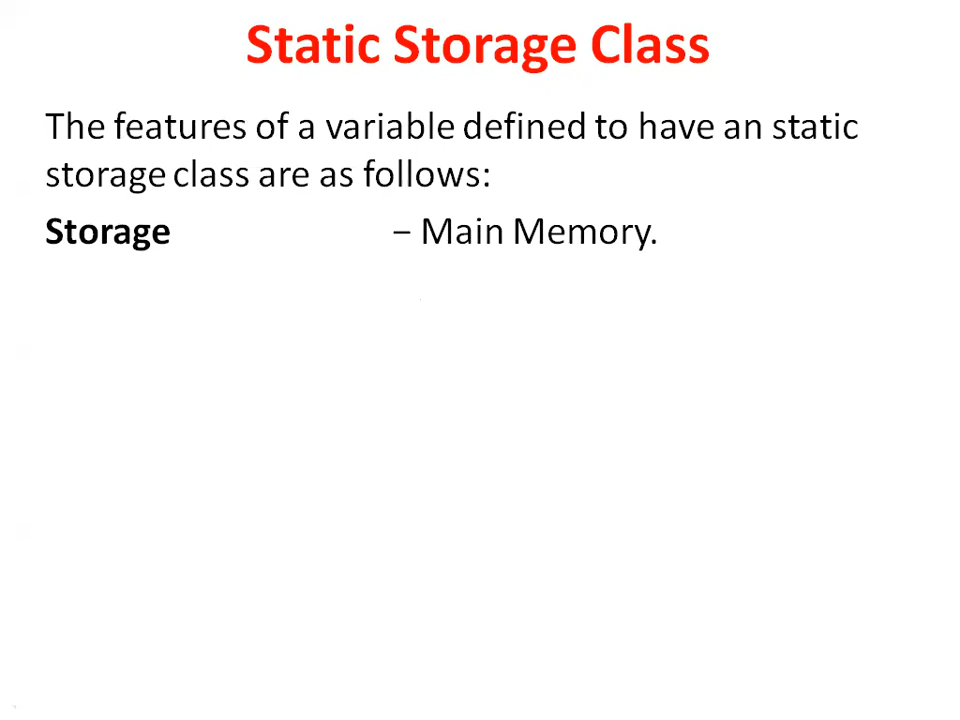 Static Storage Class
The features of a variable defined to have an static
storage class are as follows:
Storage – Main Memory.